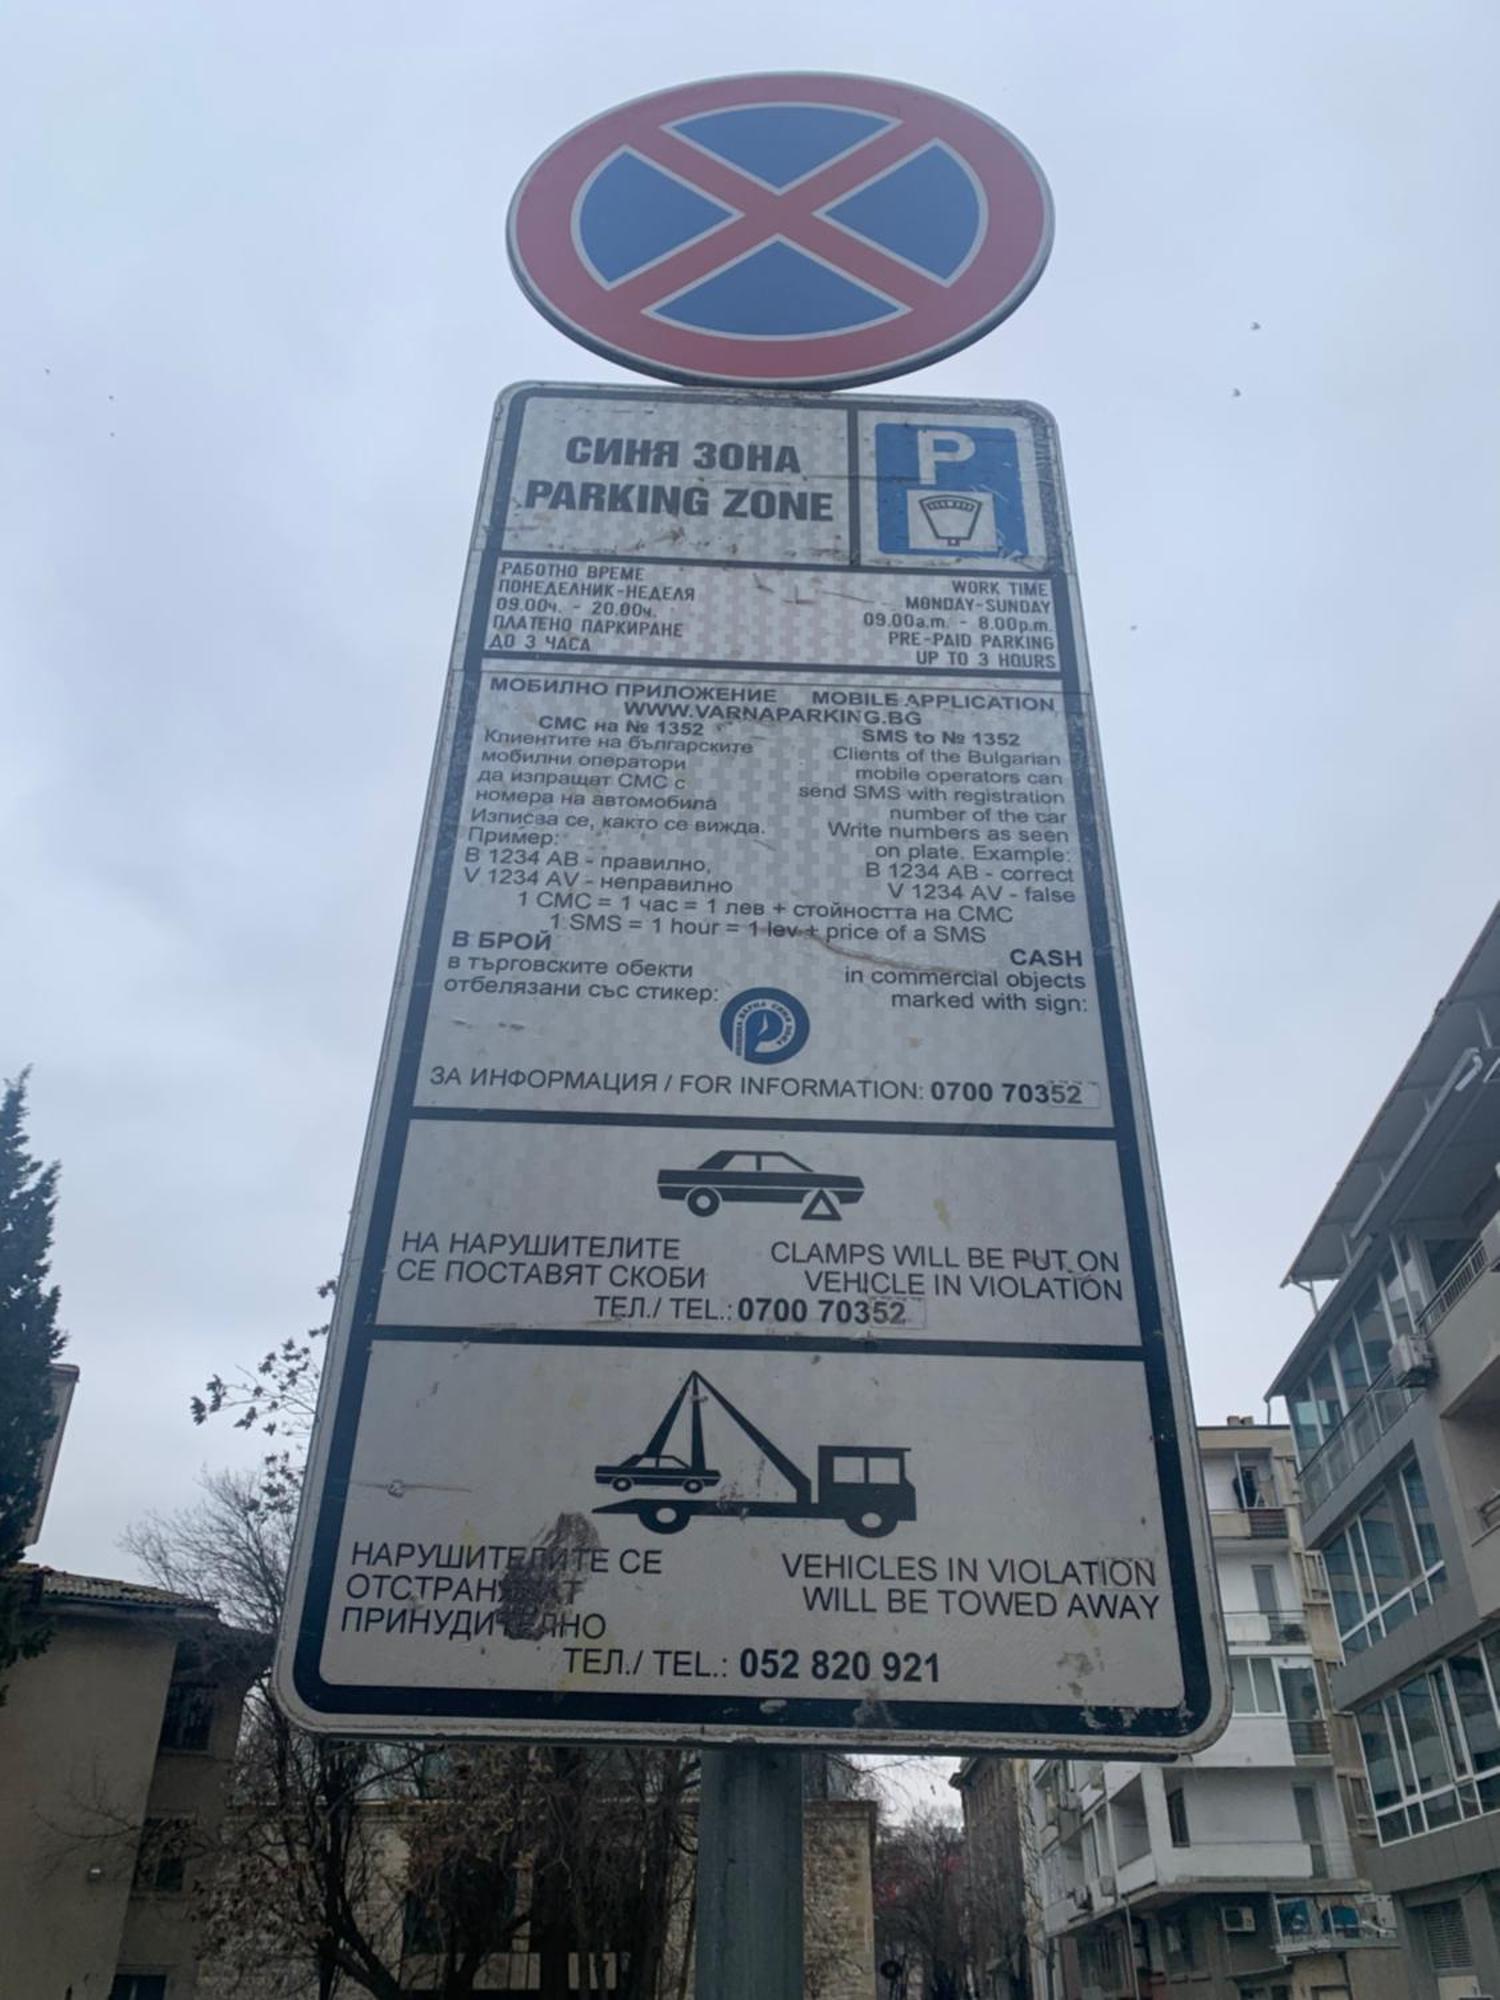 СИНЯ ЗОНА
PARKING ZONE
P
РАБОТНО ВРЕМЕ
ПОНЕДЕЛНИК-НЕДЕЛЯ
09.00ч. - 20.00ч.
ПЛАТЕНО ПАРКИРАНЕ
ДО 3 ЧАСА
WORK TIME
MONDAY-SUNDAY
09.00a.m. - 8.00p.m.
PRE-PAID PARKING
UP TO 3 HOURS
МОБИЛНО ПРИЛОЖЕНИЕ MOBILE APPLICATION
WWW.VARNAPARKING.BG
СМС на № 1352
Клиентите на българските
мобилни оператори
да изпращат СМС с
номера на автомобила
Изписва се, както се вижда.
Пример:
В 1234 АВ - правилно,
V 1234 AV - неправилно
SMS to № 1352
Clients of the Bulgarian
mobile operators can
send SMS with registration
number of the car
Write numbers as seen
on plate. Example:
B 1234 AB - correct
V 1234 AV - false
1 СМС = 1 час = 1 лев + стойността на СМС
1 SMS = 1 hour = 1 lev + price of a SMS
В БРОЙ
в търговските обекти
отбелязани със стикер:
CASH
in commercial objects
marked with sign:
ЗА ИНФОРМАЦИЯ / FOR INFORMATION: 0700 70352
НА НАРУШИТЕЛИТЕ
СЕ ПОСТАВЯТ СКОБИ
CLAMPS WILL BE PUT ON
VEHICLE IN VIOLATION
ТЕЛ./ TEL.: 0700 70352
НАРУШИТЕЛИТЕ СЕ
ОТСТРАНЯВАТ
ПРИНУДИТЕЛНО
VEHICLES IN VIOLATION
WILL BE TOWED AWAY
ТЕЛ./ TEL.: 052 820 921